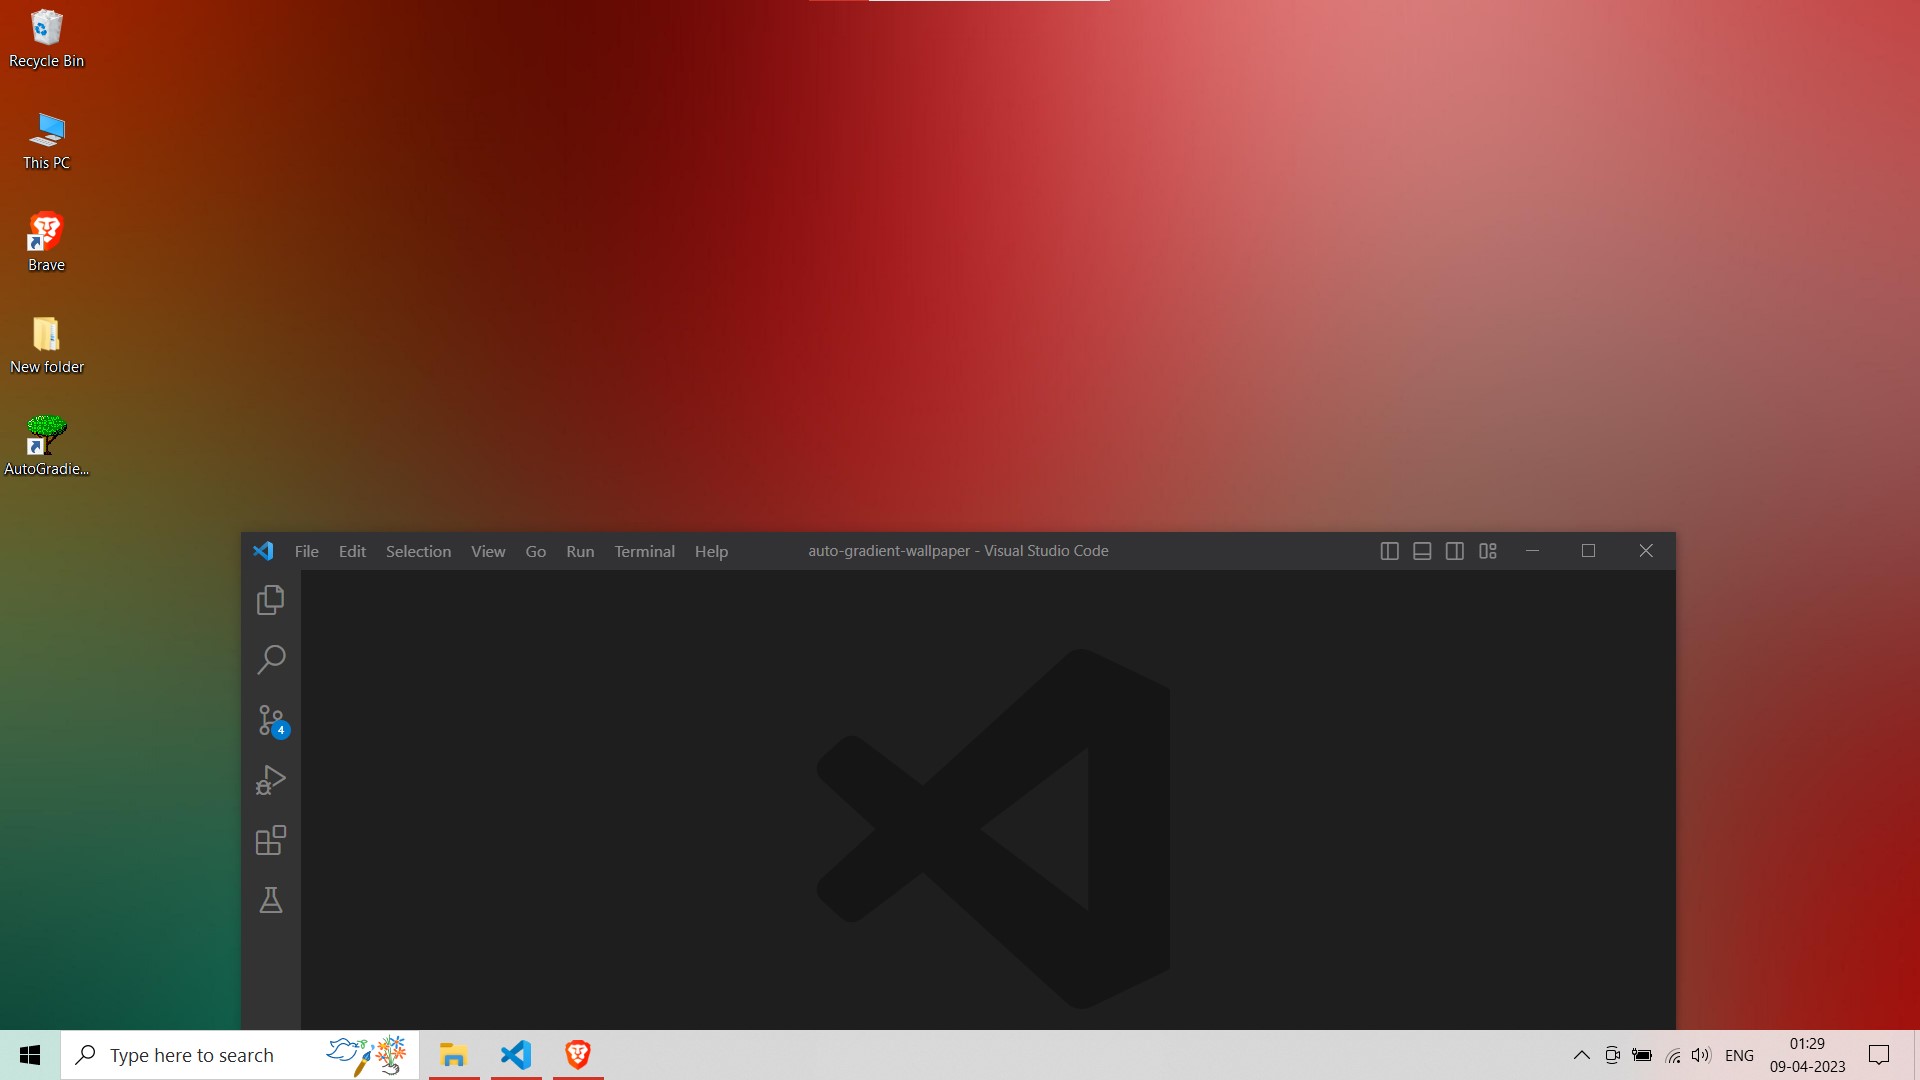 Recycle Bin
This PC
Brave
New folder
AutoGradie...
File Edit Selection View Go Run Terminal Help auto-gradient-wallpaper - Visual Studio Code
4
Type here to search
ENG
01:29
09-04-2023